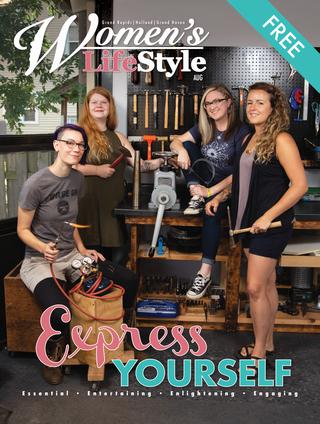 Grand Rapids | Holland | Grand Haven
Women's
LifeStyle
AUG
FREE
Express
YOURSELF
Essential • Entertaining • Enlightening • Engaging